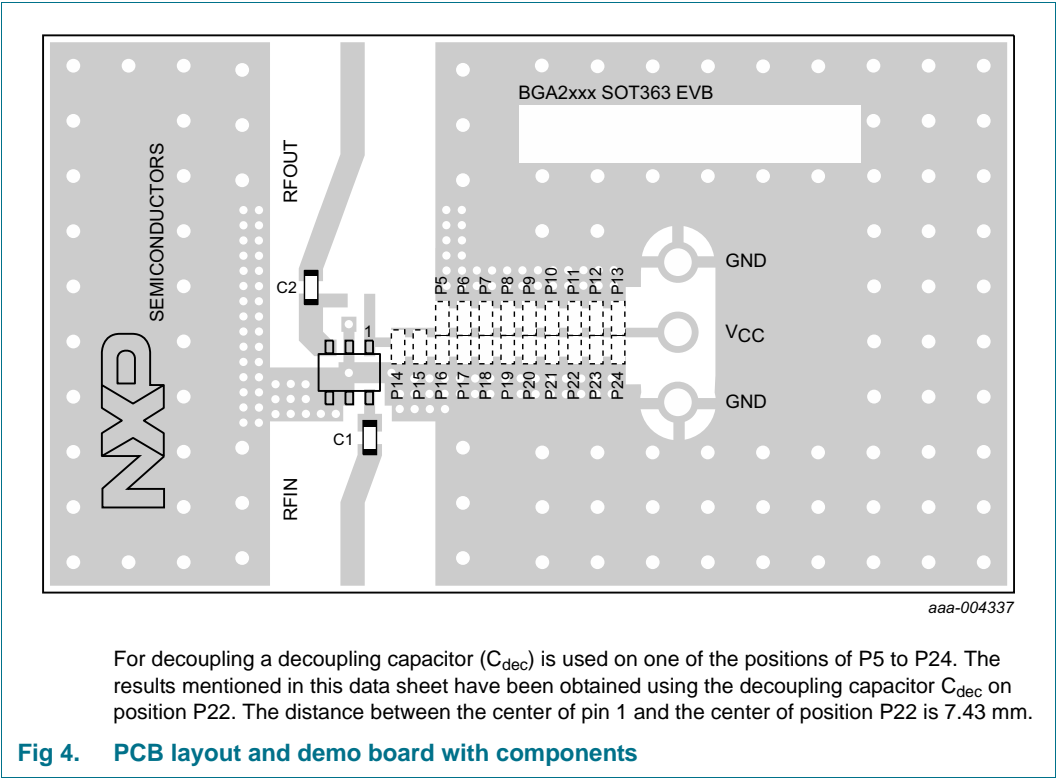 BGA2xxx SOT363 EVB
NXP
SEMICONDUCTORS
RFOUT
C2
1
P5
P6
P7
P8
P9
P10
P11
P12
P13
GND
VCC
GND
P14
P15
P16
P17
P18
P19
P20
P21
P22
P23
P24
C1
RFIN
aaa-004337
For decoupling a decoupling capacitor (Cdec) is used on one of the positions of P5 to P24. The
results mentioned in this data sheet have been obtained using the decoupling capacitor Cdec on
position P22. The distance between the center of pin 1 and the center of position P22 is 7.43 mm.
Fig 4. PCB layout and demo board with components